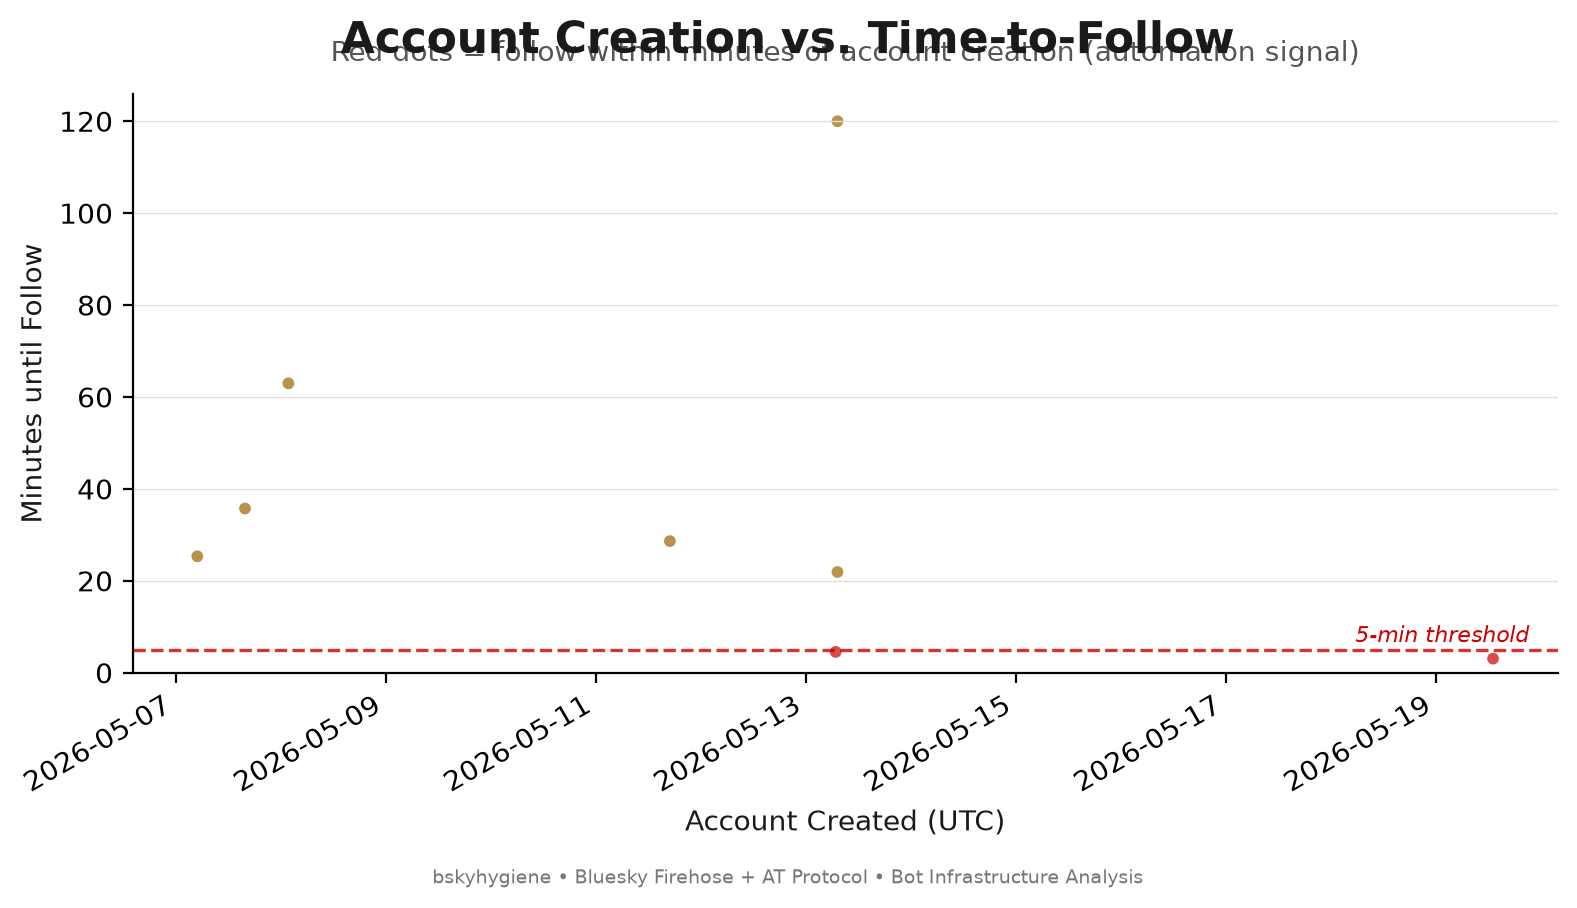 Account Creation vs. Time-to-Follow
Red dots = follow within minutes of account creation (automation signal)
120
100
80
60
40
20
0
Minutes until Follow
5-min threshold
2026-05-07
2026-05-09
2026-05-11
2026-05-13
2026-05-15
2026-05-17
2026-05-19
Account Created (UTC)
bskyhygiene • Bluesky Firehose + AT Protocol • Bot Infrastructure Analysis